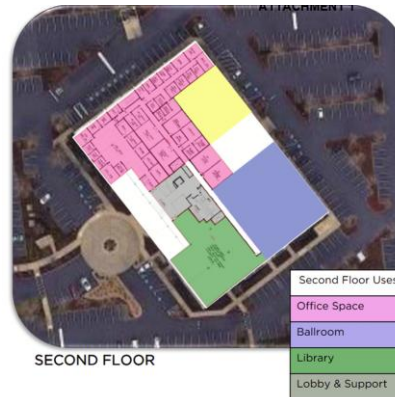 ATTACHMENT 1
Second Floor Uses
Office Space
Ballroom
Library
Lobby & Support
SECOND FLOOR